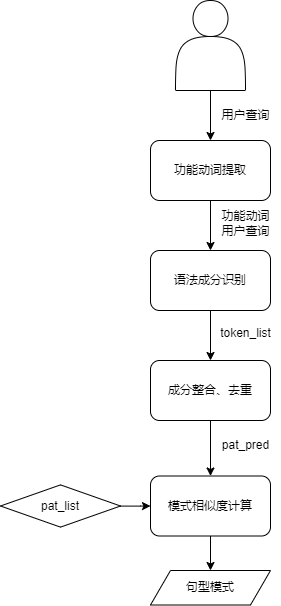 用户查询
功能动词提取
功能动词
用户查询
语法成分识别
token_list
成分整合、去重
pat_pred
pat_list
模式相似度计算
句型模式